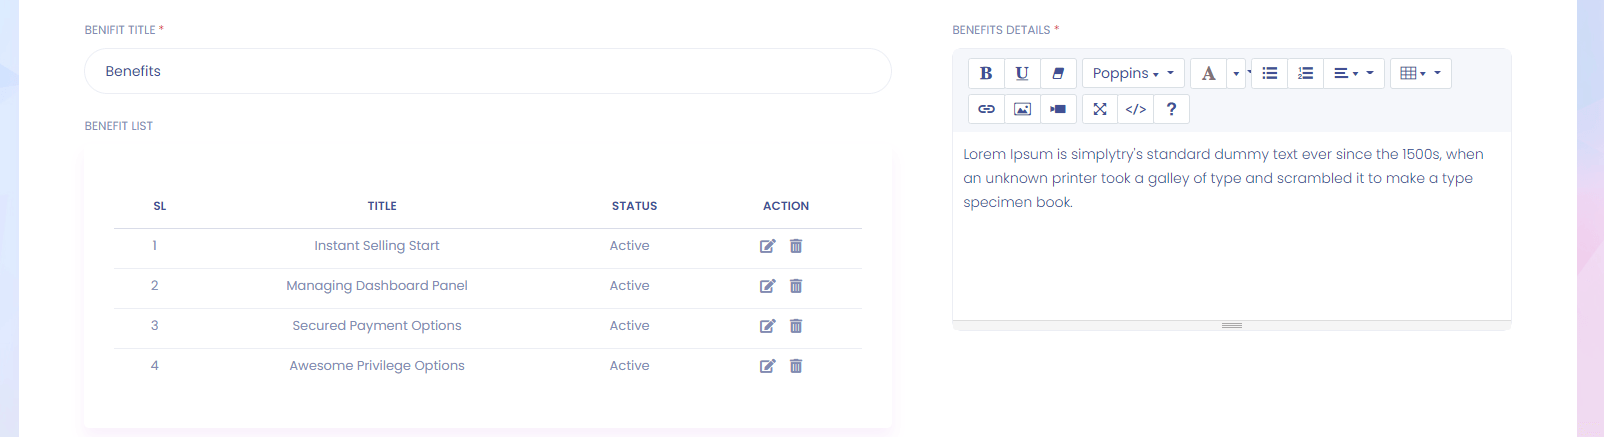 BENIFIT TITLE *
Benefits
BENEFIT LIST
SL TITLE STATUS ACTION
1 Instant Selling Start Active
2 Managing Dashboard Panel Active
3 Secured Payment Options Active
4 Awesome Privilege Options Active
BENEFITS DETAILS *
B U Poppins A
</> ?
Lorem Ipsum is simplytry's standard dummy text ever since the 1500s, when
an unknown printer took a galley of type and scrambled it to make a type
specimen book.